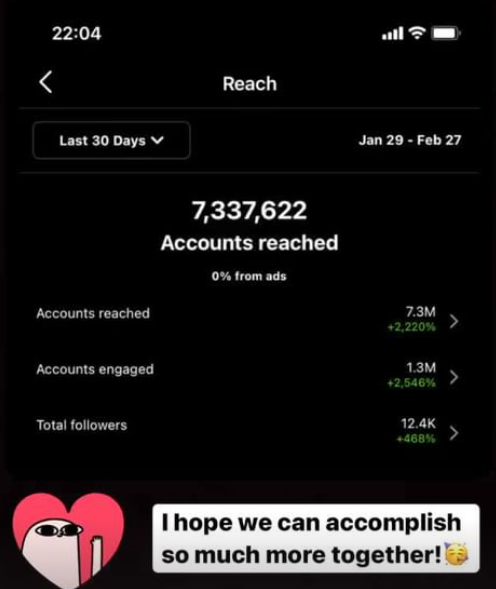 22:04
Reach
Last 30 Days
Jan 29 - Feb 27
7,337,622
Accounts reached
0% from ads
Accounts reached
7.3M
+2,220%
Accounts engaged
1.3M
+2,546%
Total followers
12.4K
+468%
I hope we can accomplish
so much more together!🥳